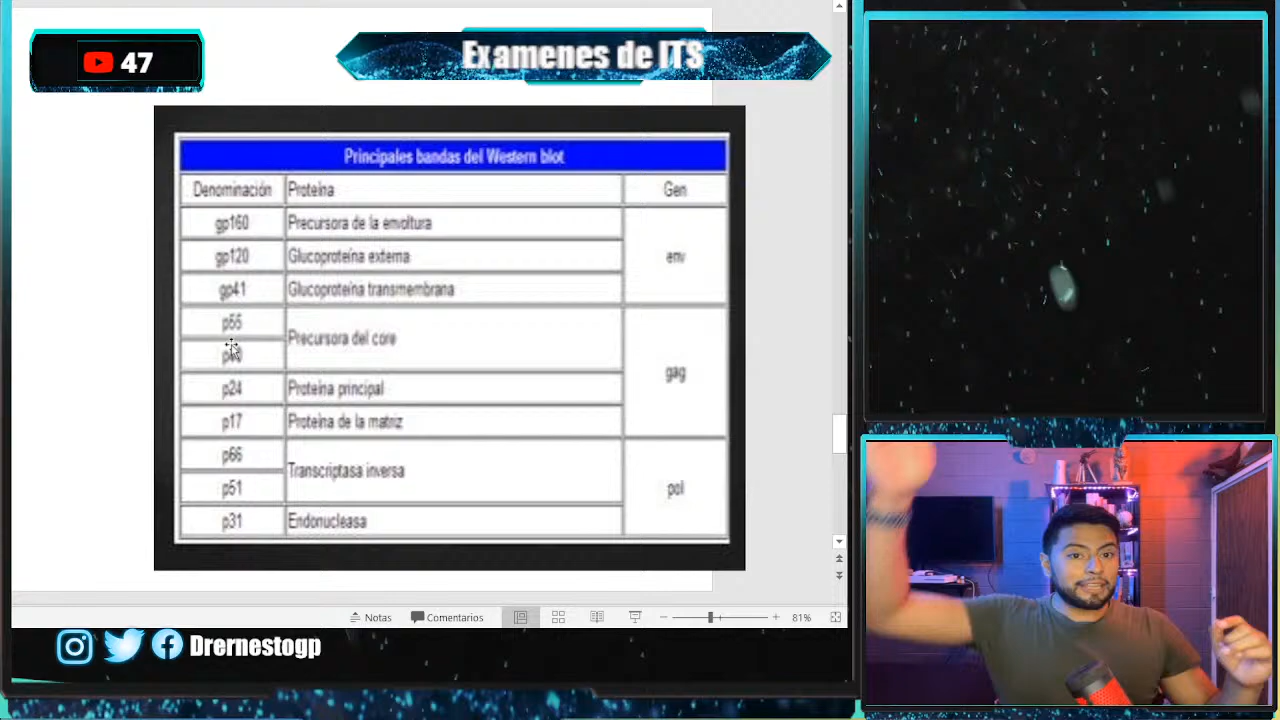 47
Examenes de ITS
Principales bandas del Western blot
Denominación Proteína Gen
gp160 Precursora de la envoltura
gp120 Glucoproteína externa env
gp41 Glucoproteína transmembrana
p55
Precursora del core
gag
p24 Proteína principal
p17 Proteína de la matriz
p66
Transcriptasa inversa
p51 pol
p31 Endonucleasa
Notas Comentarios 81%
Drernestogp